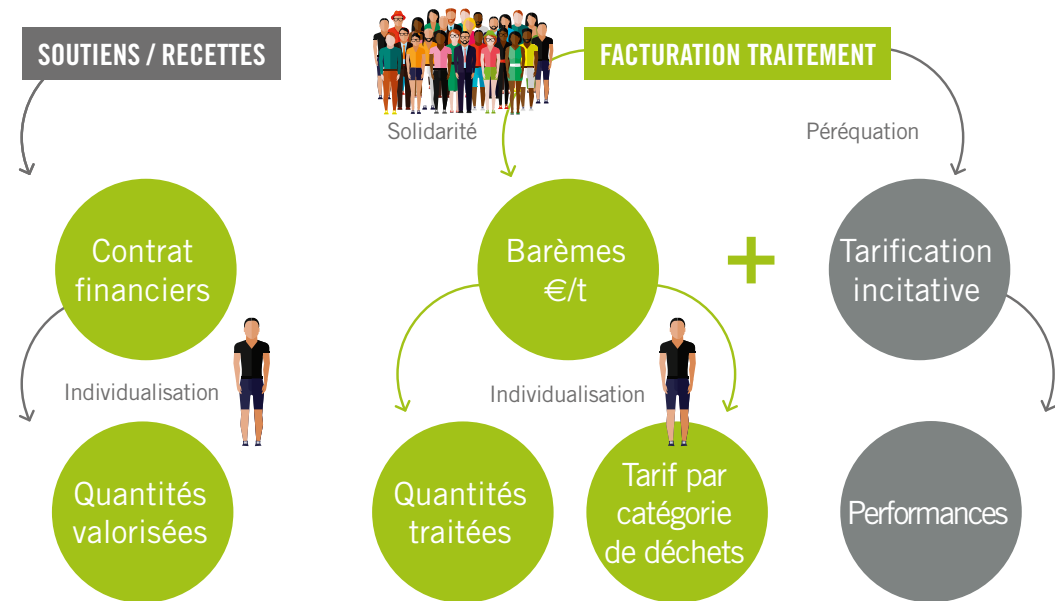 SOUTIENS / RECETTES
FACTURATION TRAITEMENT
Solidarité
Péréquation
Contrat
financiers
Barèmes
€/t
+
Tarification
incitative
Individualisation
Individualisation
Quantités
valorisées
Quantités
traitées
Tarif par
catégorie
de déchets
Performances